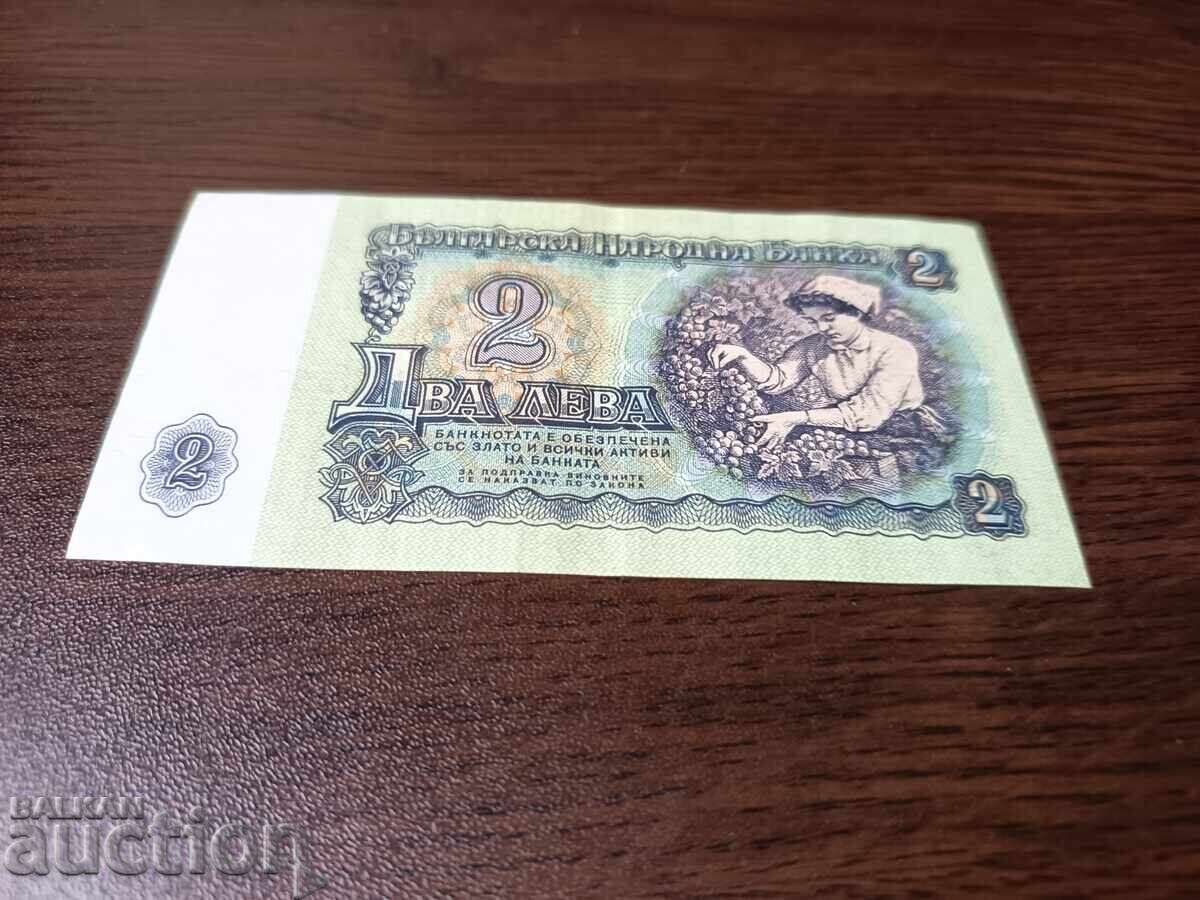 Българска Народна Банка
2
2
Два лева
Банкнотата е обезпечена
със злато и всички активи
на банката
За подправка виновните
се наказват по закона
2
2
BALKAN
auction